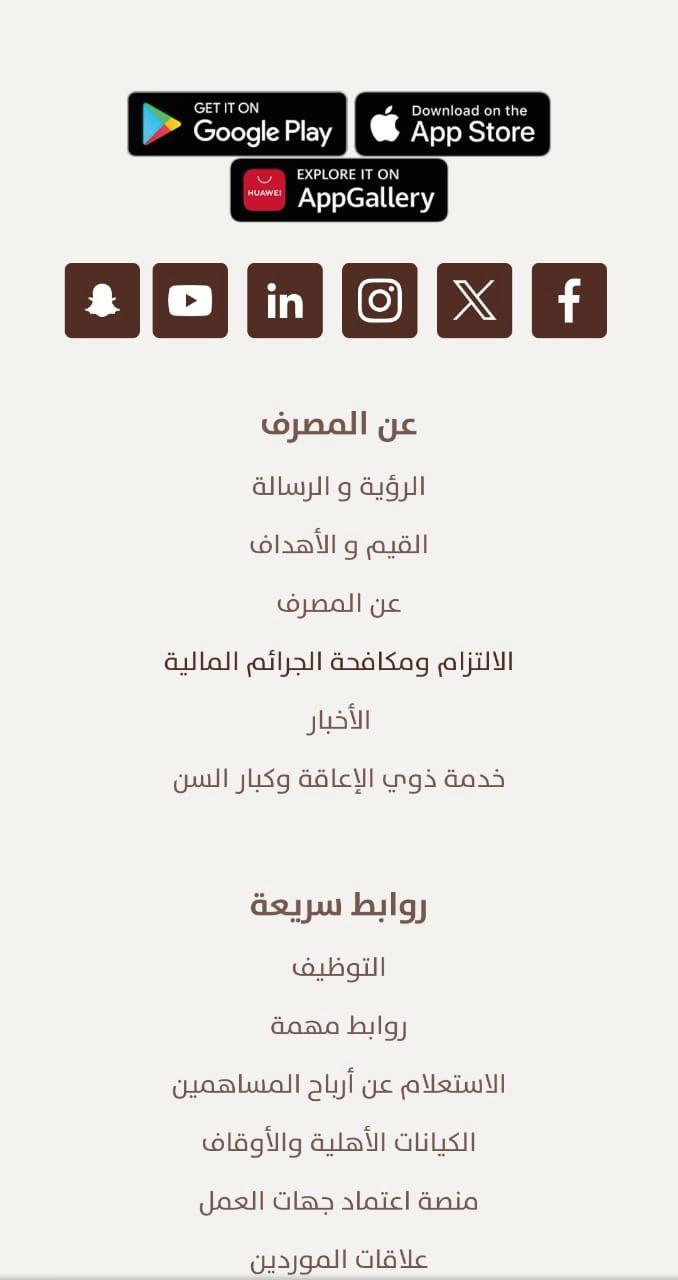 GET IT ON
Google Play
Download on the
App Store
HUAWEI
EXPLORE IT ON
AppGallery
in
عن المصرف
الرؤية و الرسالة
القيم و الأهداف
عن المصرف
الالتزام ومكافحة الجرائم المالية
الأخبار
خدمة ذوي الإعاقة وكبار السن
روابط سريعة
التوظيف
روابط مهمة
الاستعلام عن أرباح المساهمين
الكيانات الأهلية والأوقاف
منصة اعتماد جهات العمل
علاقات الموردين